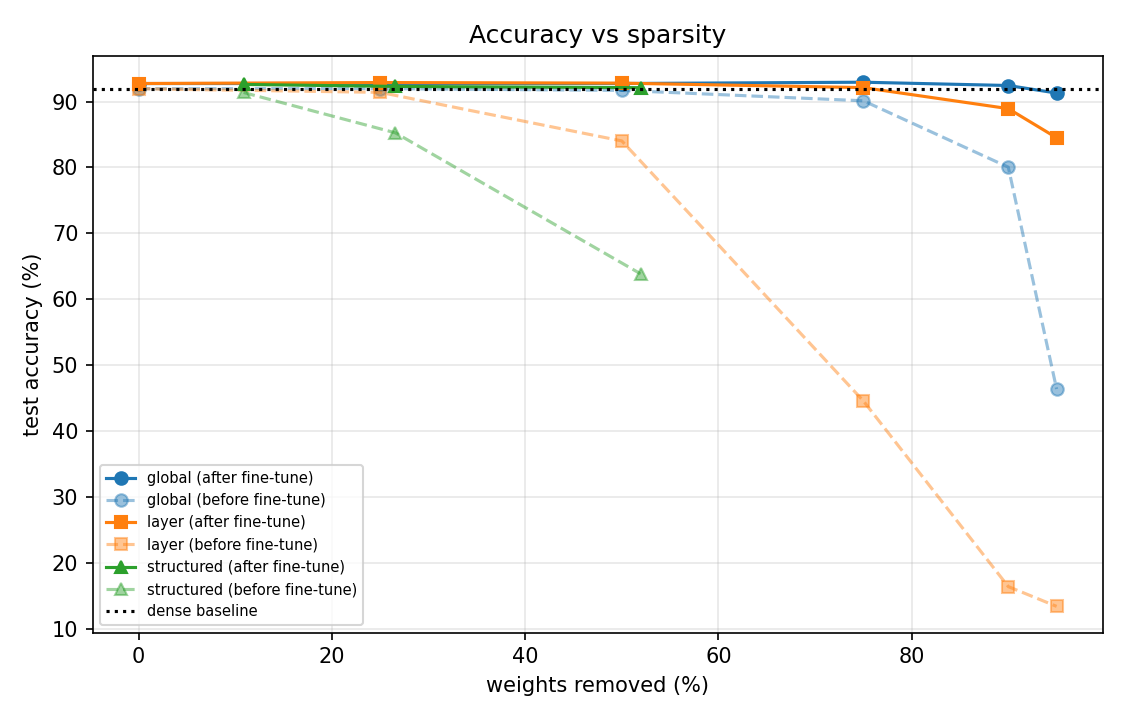 Accuracy vs sparsity
test accuracy (%)
90
80
70
60
50
40
30
20
10
global (after fine-tune)
global (before fine-tune)
layer (after fine-tune)
layer (before fine-tune)
structured (after fine-tune)
structured (before fine-tune)
dense baseline
0 20 40 60 80
weights removed (%)